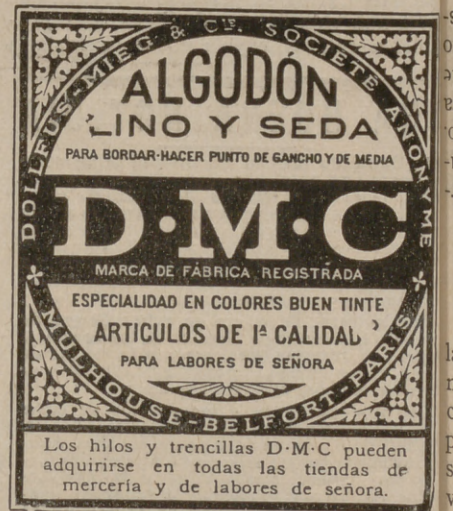 DOLLFUS-MIEG & CIE. SOCIÉTÉ ANONYME
ALGODÓN
LINO Y SEDA
PARA BORDAR·HACER PUNTO DE GANCHO Y DE MEDIA
D·M·C
MARCA DE FÁBRICA REGISTRADA
ESPECIALIDAD EN COLORES BUEN TINTE
ARTICULOS DE 1ª CALIDAD
PARA LABORES DE SEÑORA
MULHOUSE-BELFORT-PARIS
Los hilos y trencillas D·M·C pueden
adquirirse en todas las tiendas de
mercería y de labores de señora.